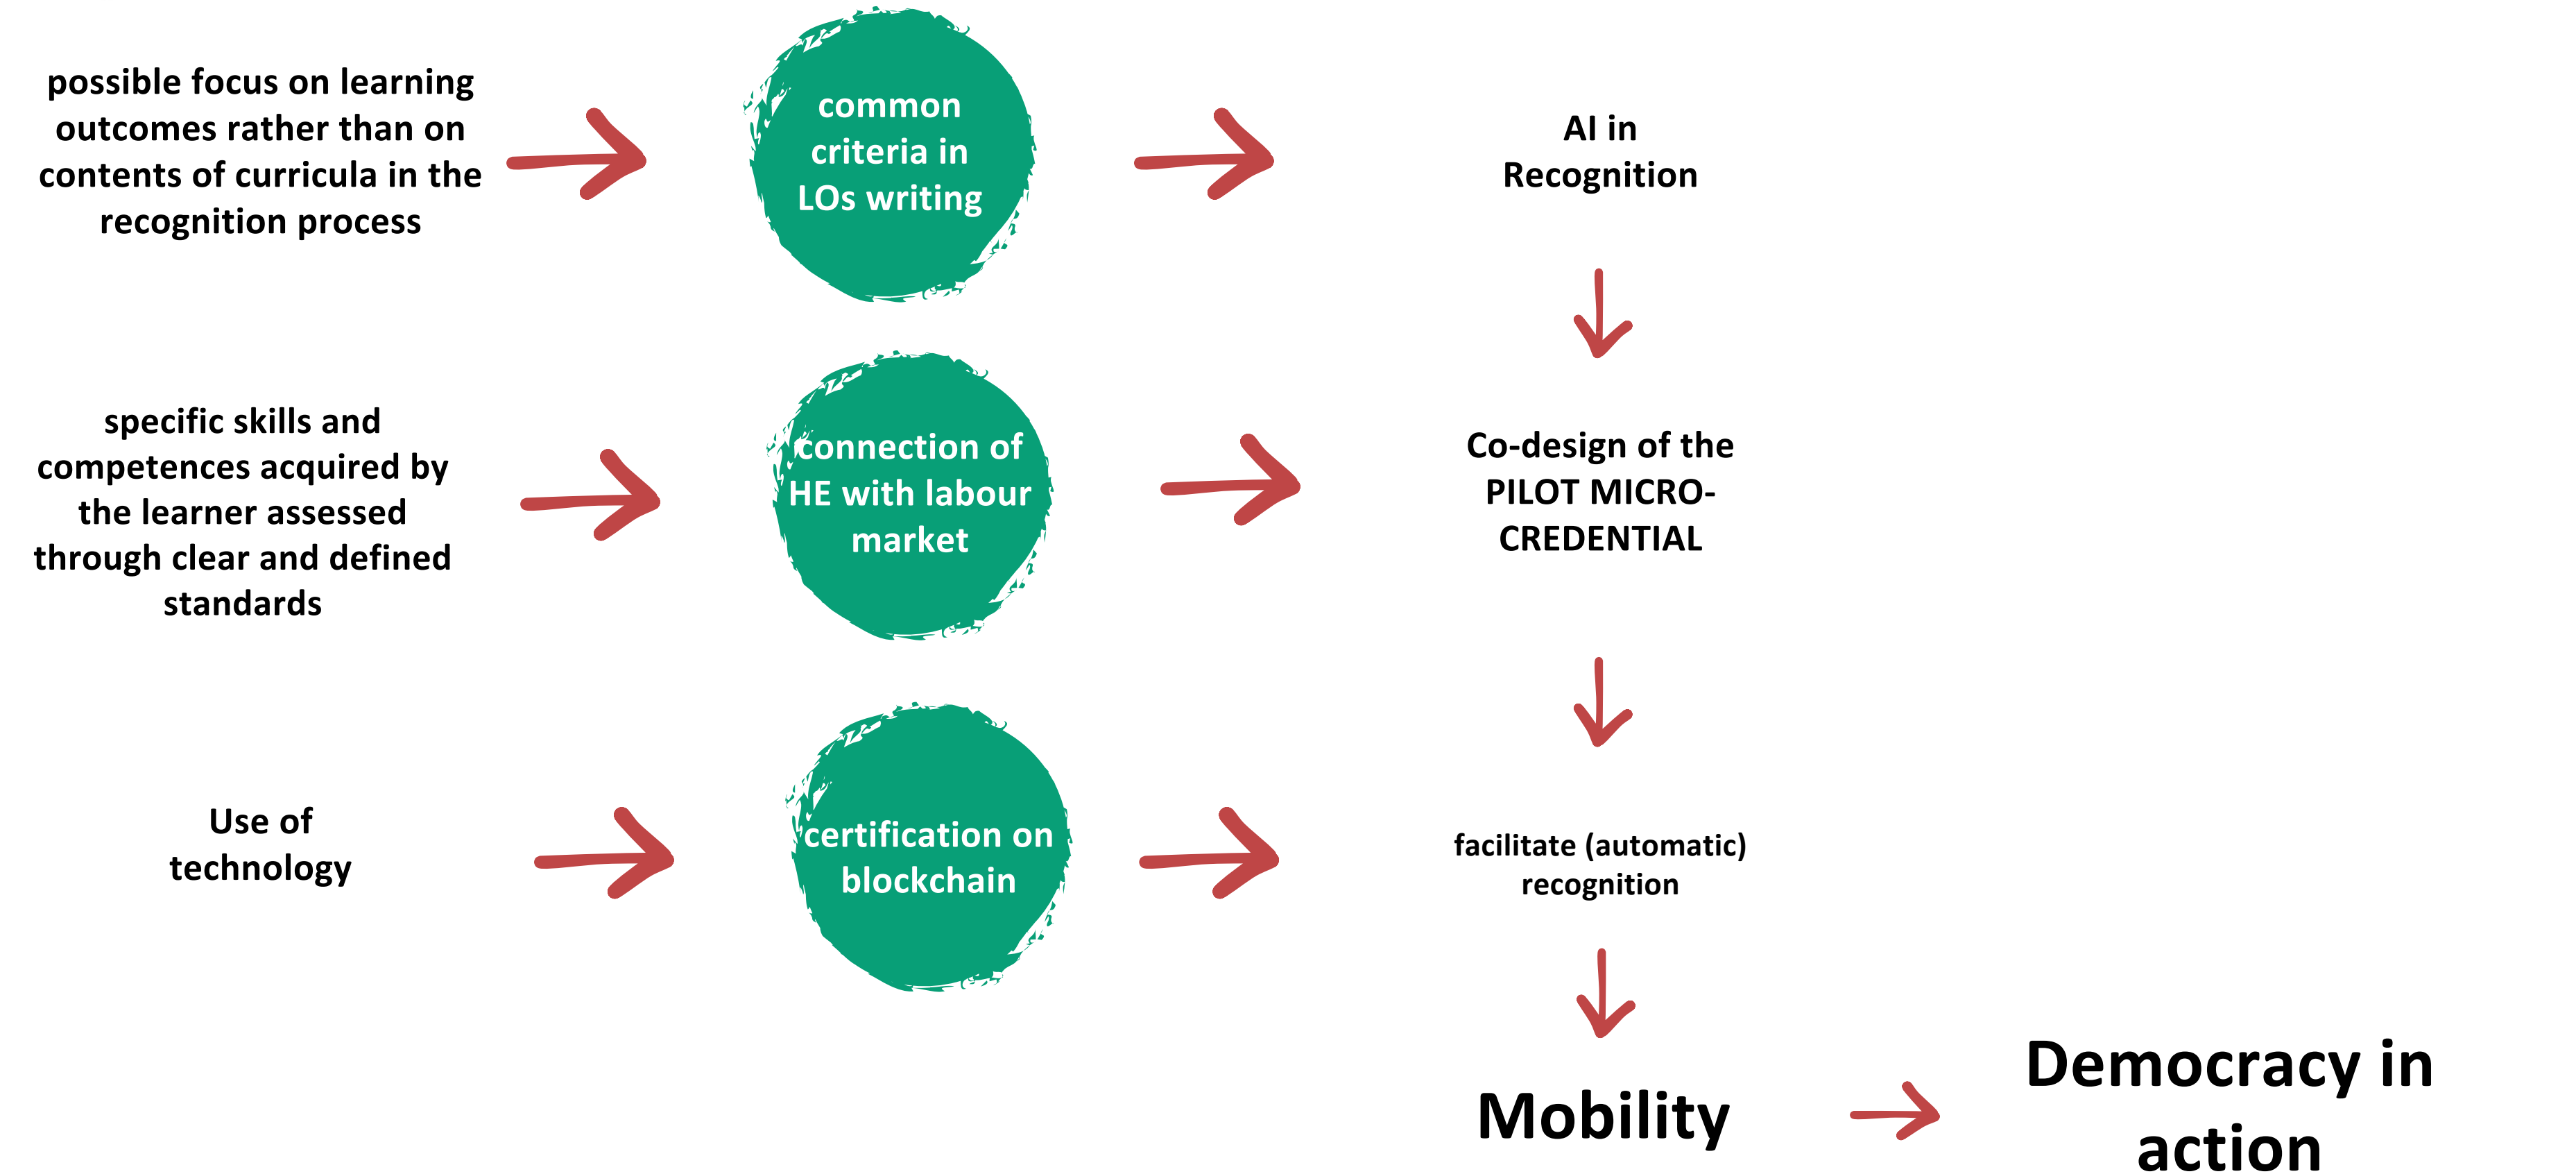 possible focus on learning
outcomes rather than on
contents of curricula in the
recognition process
common
criteria in
LOs writing
AI in
Recognition
specific skills and
competences acquired by
the learner assessed
through clear and defined
standards
connection of
HE with labour
market
Co-design of the
PILOT MICRO-
CREDENTIAL
Use of
technology
certification on
blockchain
facilitate (automatic)
recognition
Mobility
Democracy in
action